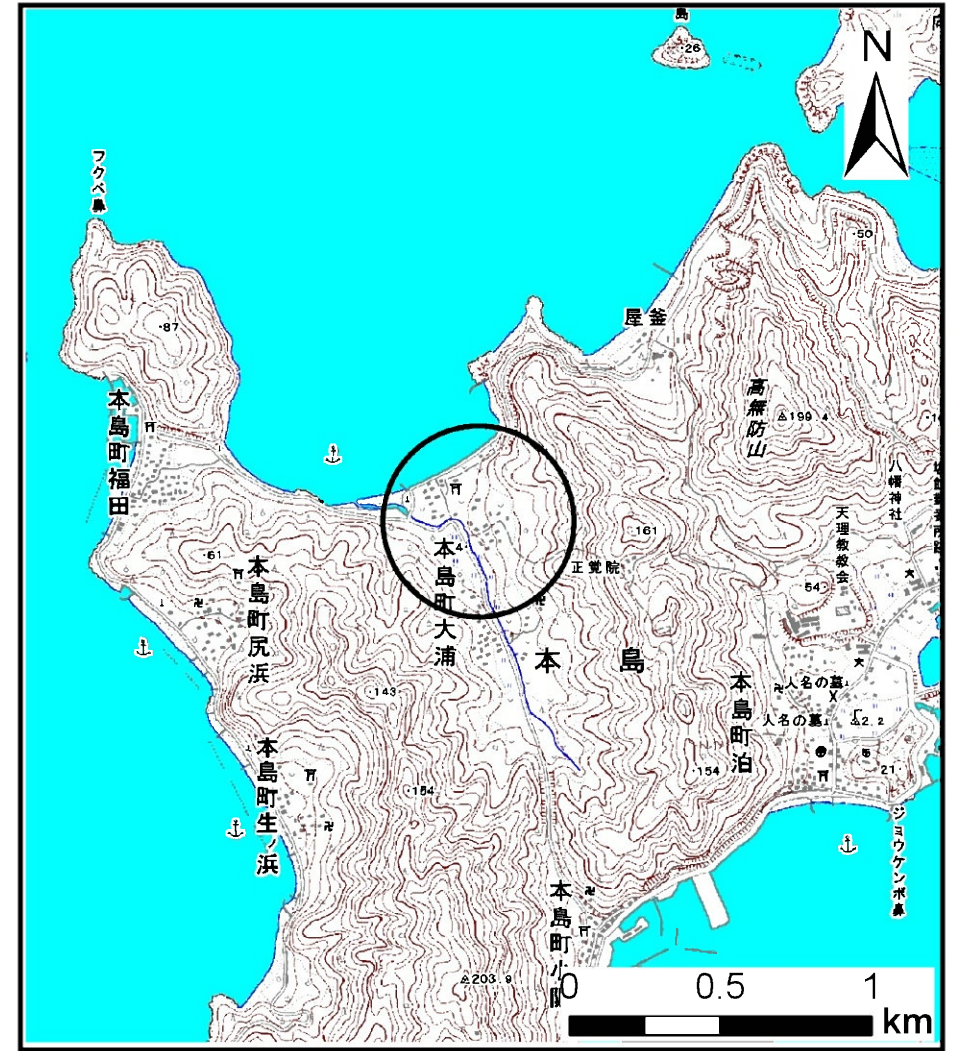 島
・26
N
フクベ鼻
・50
屋釜
・87
高無防山
△199.4
本島町福田
八幡神社
天理教教会
・161
正覚院
・61
54
本島町大浦
本島町尻浜
本島
人名の墓
・143
本島町泊
人名の墓
△2.2
本島町生ノ浜
・154
21
・164
ジョウケンボ鼻
本島町小阪
△203.9
0 0.5 1
km